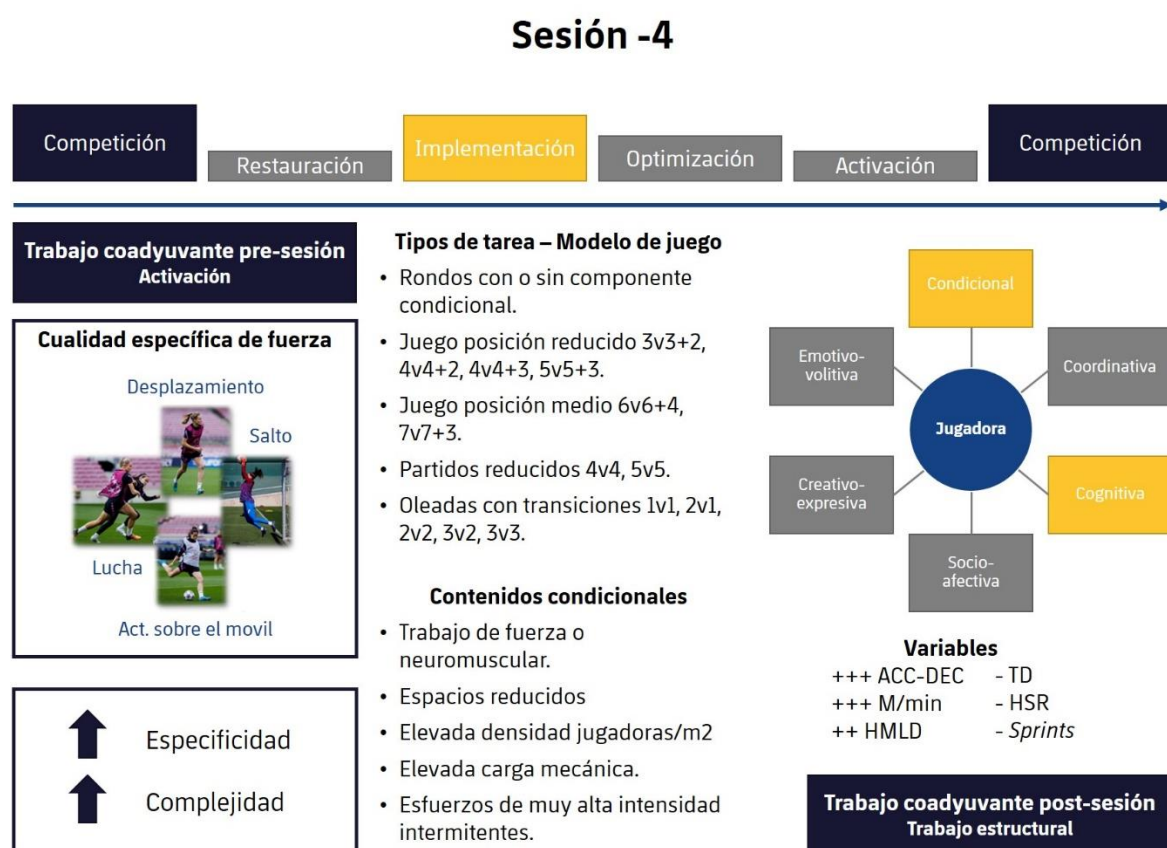 Sesión -4
Competición
Restauración
Implementación
Optimización
Activación
Competición
Trabajo coadyuvante pre-sesión
Activación
Cualidad específica de fuerza
Desplazamiento
Salto
Lucha
Act. sobre el movil
Especificidad
Complejidad
Tipos de tarea – Modelo de juego
• Rondos con o sin componente
condicional.
• Juego posición reducido 3v3+2,
4v4+2, 4v4+3, 5v5+3.
• Juego posición medio 6v6+4,
7v7+3.
• Partidos reducidos 4v4, 5v5.
• Oleadas con transiciones 1v1, 2v1,
2v2, 3v2, 3v3.
Contenidos condicionales
• Trabajo de fuerza o
neuromuscular.
• Espacios reducidos
• Elevada densidad jugadoras/m2
• Elevada carga mecánica.
• Esfuerzos de muy alta intensidad
intermitentes.
Condicional
Emotivo-
volitiva
Coordinativa
Jugadora
Creativo-
expresiva
Cognitiva
Socio-
afectiva
Variables
+++ ACC-DEC - TD
+++ M/min - HSR
++ HMLD - Sprints
Trabajo coadyuvante post-sesión
Trabajo estructural